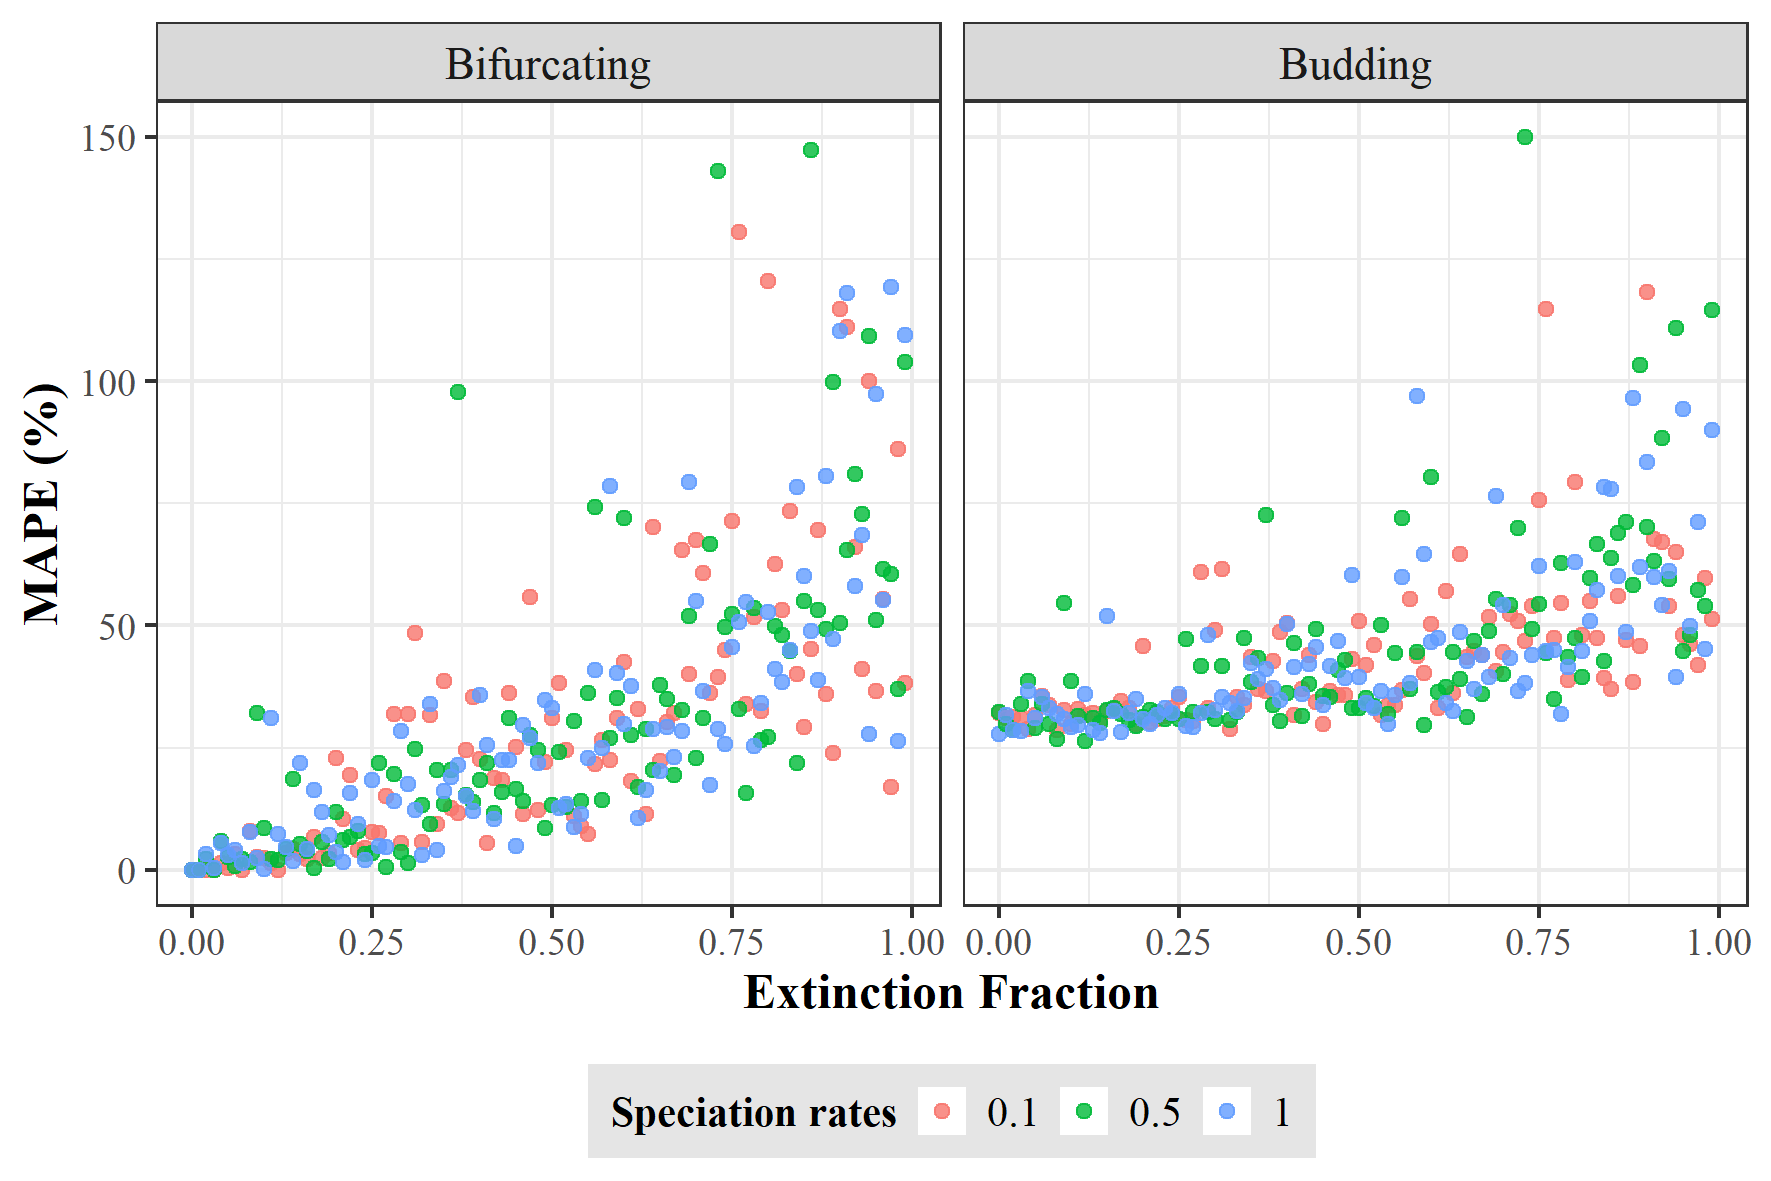 Bifurcating Budding
150
100
50
0
MAPE (%)
0.00 0.25 0.50 0.75 1.00 0.00 0.25 0.50 0.75 1.00
Extinction Fraction
Speciation rates 0.1 0.5 1